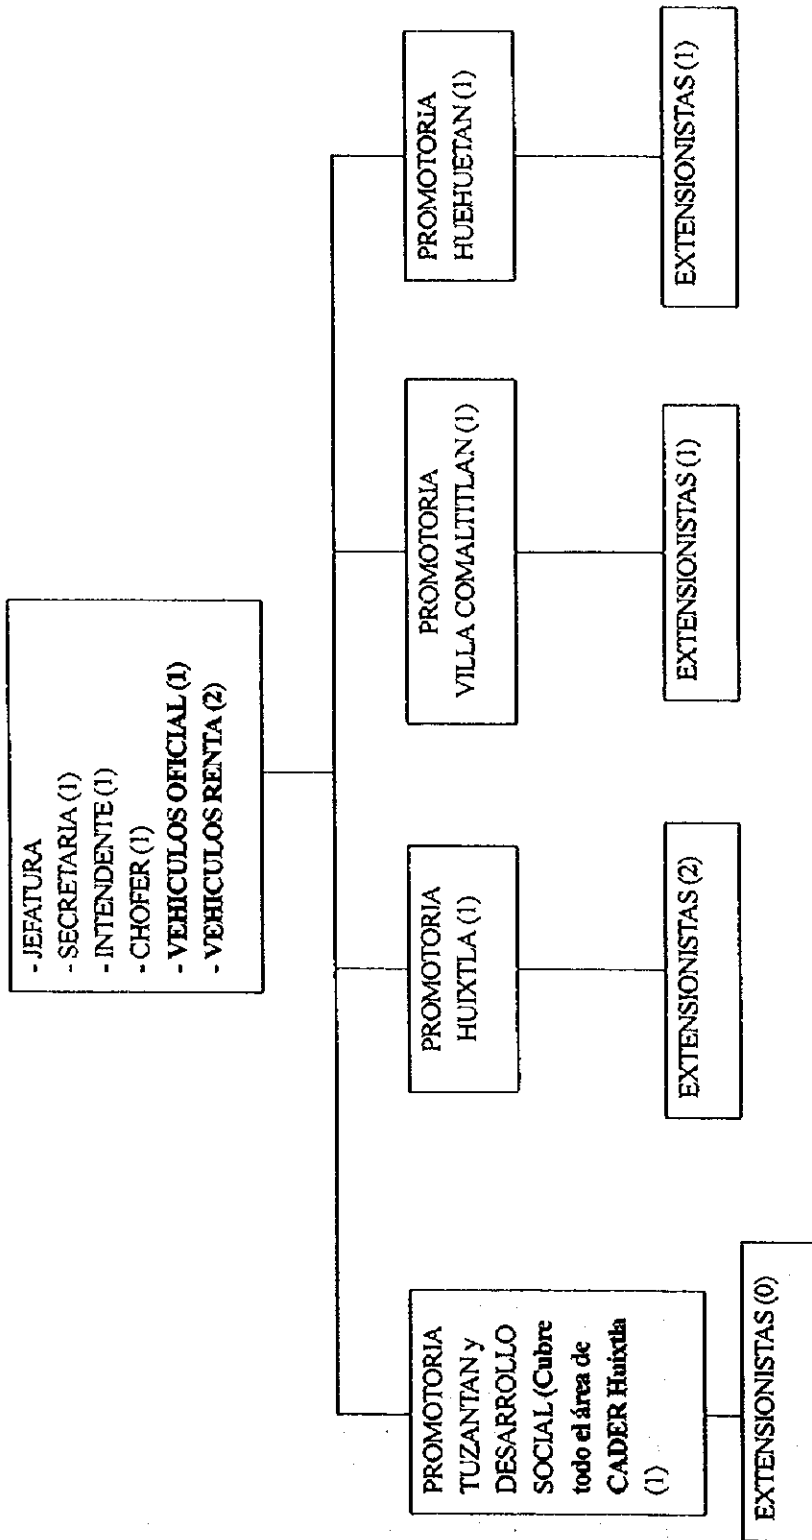 - JEFATURA
- SECRETARIA (1)
- INTENDENTE (1)
- CHOFER (1)
- VEHICULOS OFICIAL (1)
- VEHICULOS RENTA (2)
PROMOTORIA
TUZANTAN y
DESARROLLO
SOCIAL (Cubre
todo el área de
CADER Huixtla
(1)
PROMOTORIA
HUIXTLA (1)
PROMOTORIA
VILLA COMALTITLAN (1)
PROMOTORIA
HUEHUETAN (1)
EXTENSIONISTAS (0)
EXTENSIONISTAS (2)
EXTENSIONISTAS (1)
EXTENSIONISTAS (1)